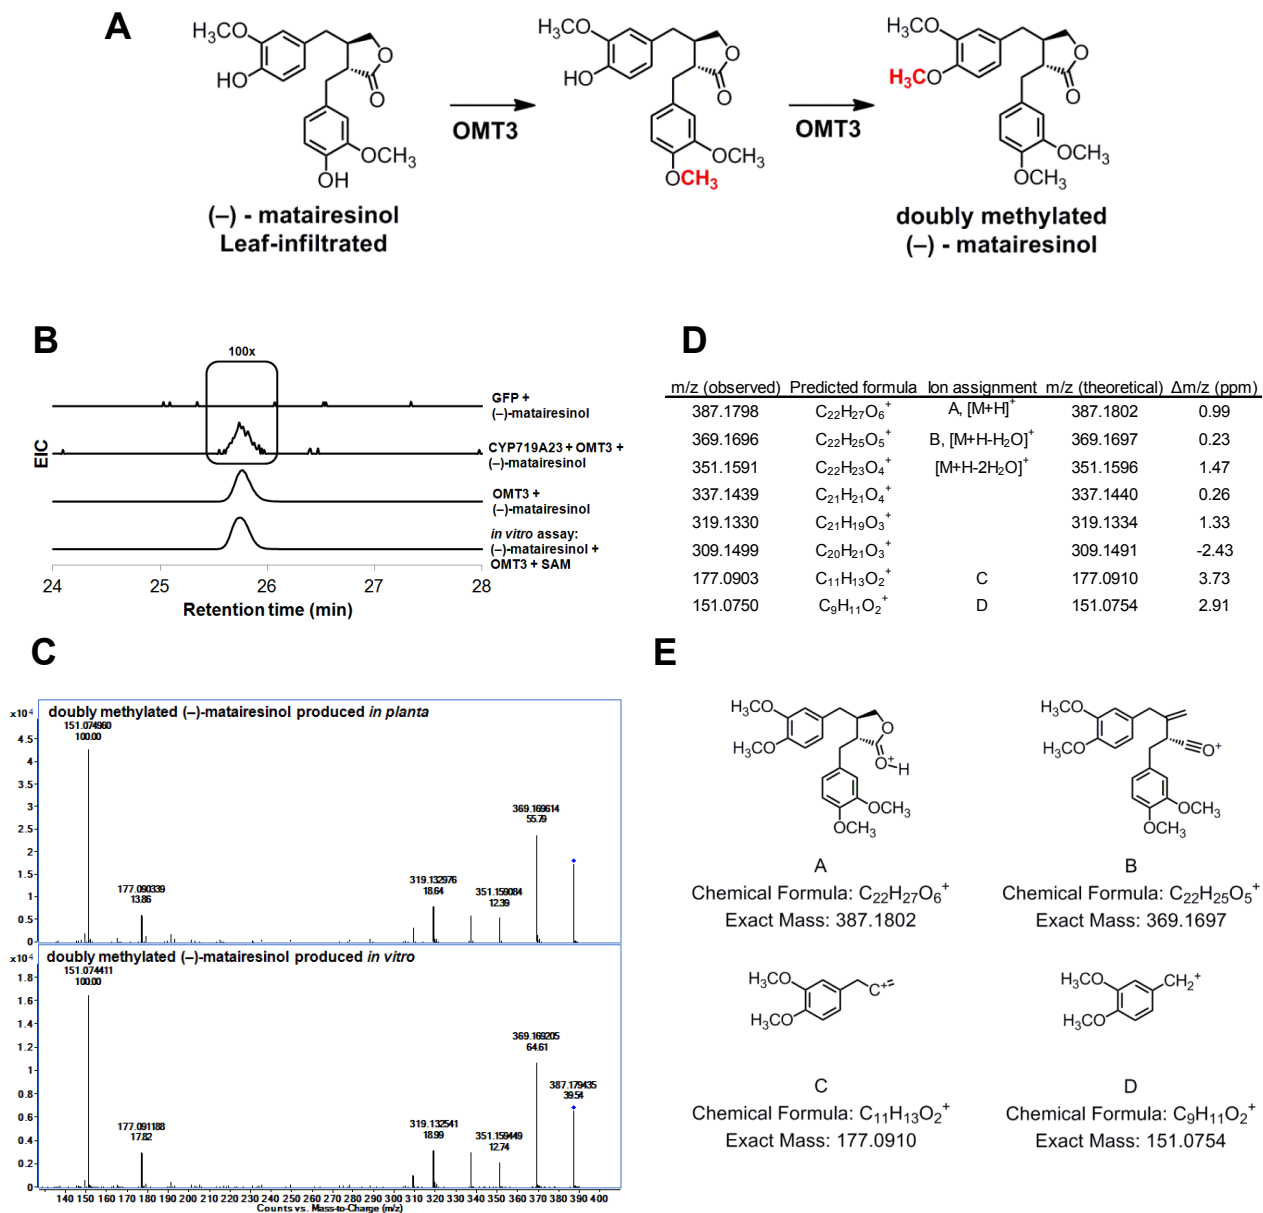 A
H₃CO
HO
O
O
OCH₃
OH
OMT3
H₃CO
HO
O
O
OCH₃
OCH₃
OMT3
H₃CO
H₃CO
O
O
OCH₃
OCH₃
(–) - matairesinol
Leaf-infiltrated
doubly methylated
(–) - matairesinol
B
100x
EIC
GFP +
(–)-matairesinol
CYP719A23 + OMT3 +
(–)-matairesinol
OMT3 +
(–)-matairesinol
in vitro assay:
(–)-matairesinol +
OMT3 + SAM
24 25 26 27 28
Retention time (min)
D
m/z (observed) Predicted formula Ion assignment m/z (theoretical) Δm/z (ppm)
387.1798 C₂₂H₂₇O₆⁺ A, [M+H]⁺ 387.1802 0.99
369.1696 C₂₂H₂₅O₅⁺ B, [M+H-H₂O]⁺ 369.1697 0.23
351.1591 C₂₂H₂₃O₄⁺ [M+H-2H₂O]⁺ 351.1596 1.47
337.1439 C₂₁H₂₁O₄⁺ 337.1440 0.26
319.1330 C₂₁H₁₉O₃⁺ 319.1334 1.33
309.1499 C₂₀H₂₁O₃⁺ 309.1491 -2.43
177.0903 C₁₁H₁₃O₂⁺ C 177.0910 3.73
151.0750 C₉H₁₁O₂⁺ D 151.0754 2.91
C
x10⁴
doubly methylated (–)-matairesinol produced in planta
151.074960
100.00
4.5
4
3.5
3
2.5
2
1.5
1
0.5
0
177.090339
13.86
319.132976
18.64
351.159084
12.39
369.169614
55.79
x10⁴
doubly methylated (–)-matairesinol produced in vitro
151.074411
100.00
1.8
1.6
1.4
1.2
1
0.8
0.6
0.4
0.2
0
177.091188
17.82
319.132541
18.99
351.159449
12.74
369.169205
64.61
387.179435
39.54
140 150 160 170 180 190 200 210 220 230 240 250 260 270 280 290 300 310 320 330 340 350 360 370 380 390 400
Counts vs. Mass-to-Charge (m/z)
E
H₃CO
H₃CO
O
O⁺
H
OCH₃
OCH₃
A
Chemical Formula: C₂₂H₂₇O₆⁺
Exact Mass: 387.1802
H₃CO
H₃CO
O⁺
OCH₃
OCH₃
B
Chemical Formula: C₂₂H₂₅O₅⁺
Exact Mass: 369.1697
H₃CO
H₃CO
C⁺
C
Chemical Formula: C₁₁H₁₃O₂⁺
Exact Mass: 177.0910
H₃CO
H₃CO
CH₂⁺
D
Chemical Formula: C₉H₁₁O₂⁺
Exact Mass: 151.0754